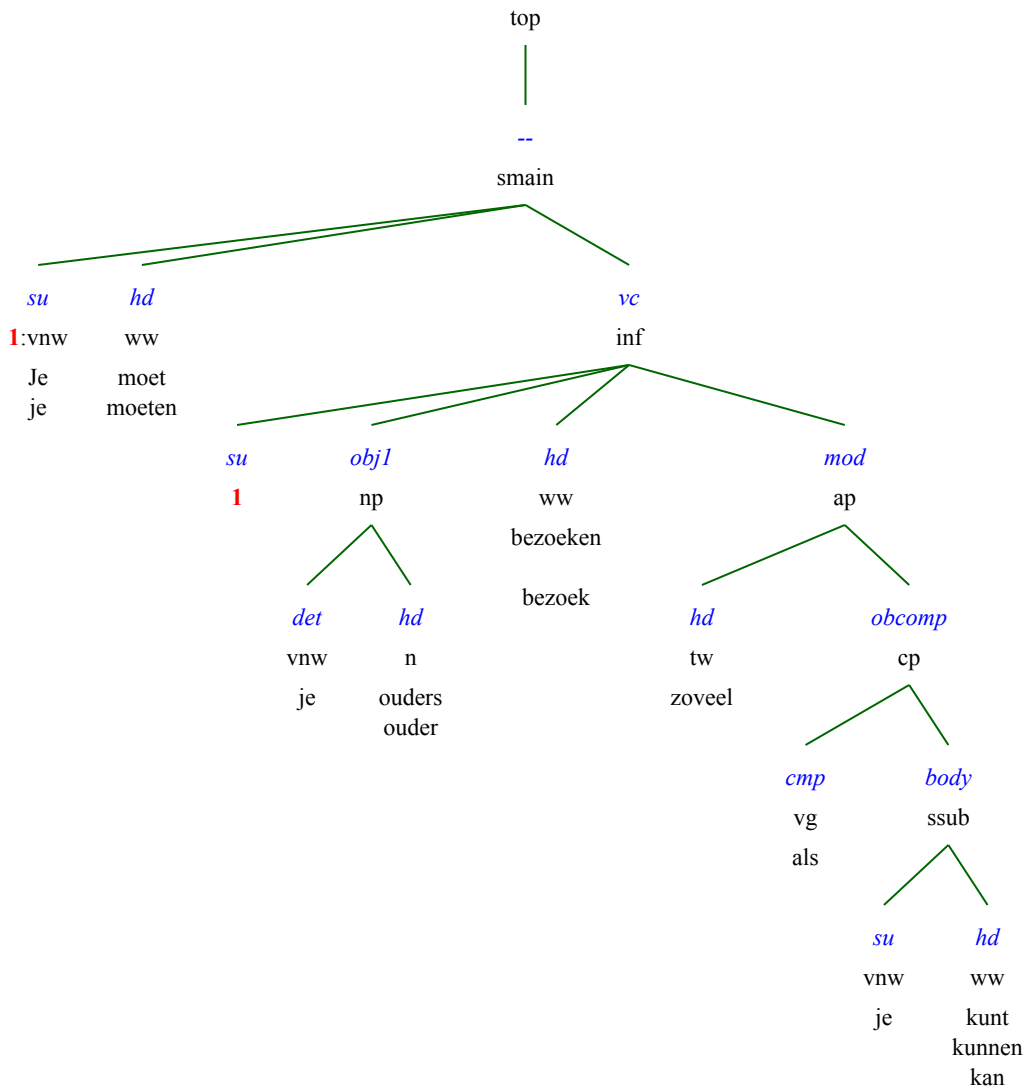 top
--
smain
su hd vc
1:vnw ww inf
Je moet
je moeten
su obj1 hd mod
1 np ww ap
bezoeken
bezoek
det hd hd obcomp
vnw n tw cp
je ouders zoveel
ouder
cmp body
vg ssub
als
su hd
vnw ww
je kunt
kunnen
kan